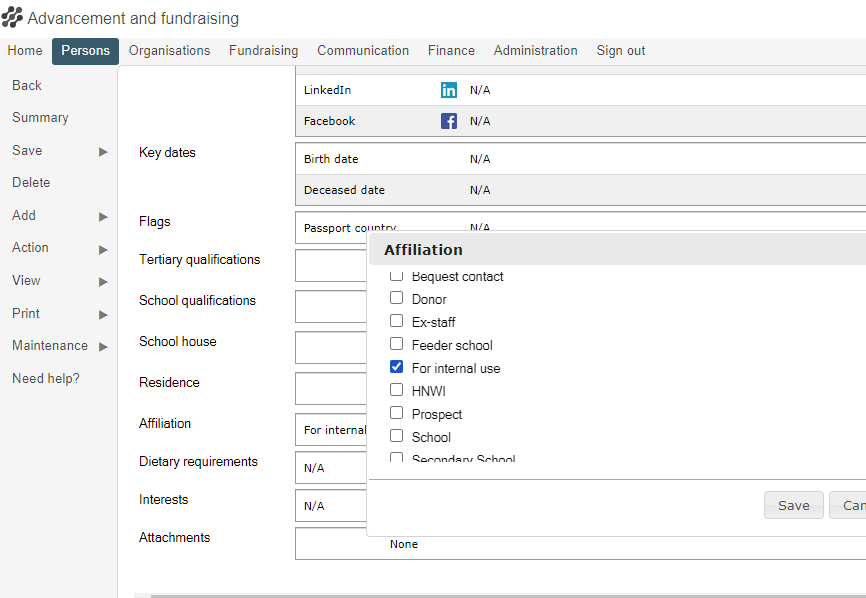 Advancement and fundraising
Home Persons Organisations Fundraising Communication Finance Administration Sign out
Back
Summary
Save
Delete
Add
Action
View
Print
Maintenance
Need help?
LinkedIn N/A
Facebook N/A
Key dates
Birth date N/A
Deceased date N/A
Flags
Passport country N/A
Tertiary qualifications
School qualifications
School house
Residence
Affiliation
For internal
Dietary requirements
N/A
Interests
N/A
Attachments
None
Affiliation
Bequest contact
Donor
Ex-staff
Feeder school
For internal use
HNWI
Prospect
School
Secondary School
Save Can